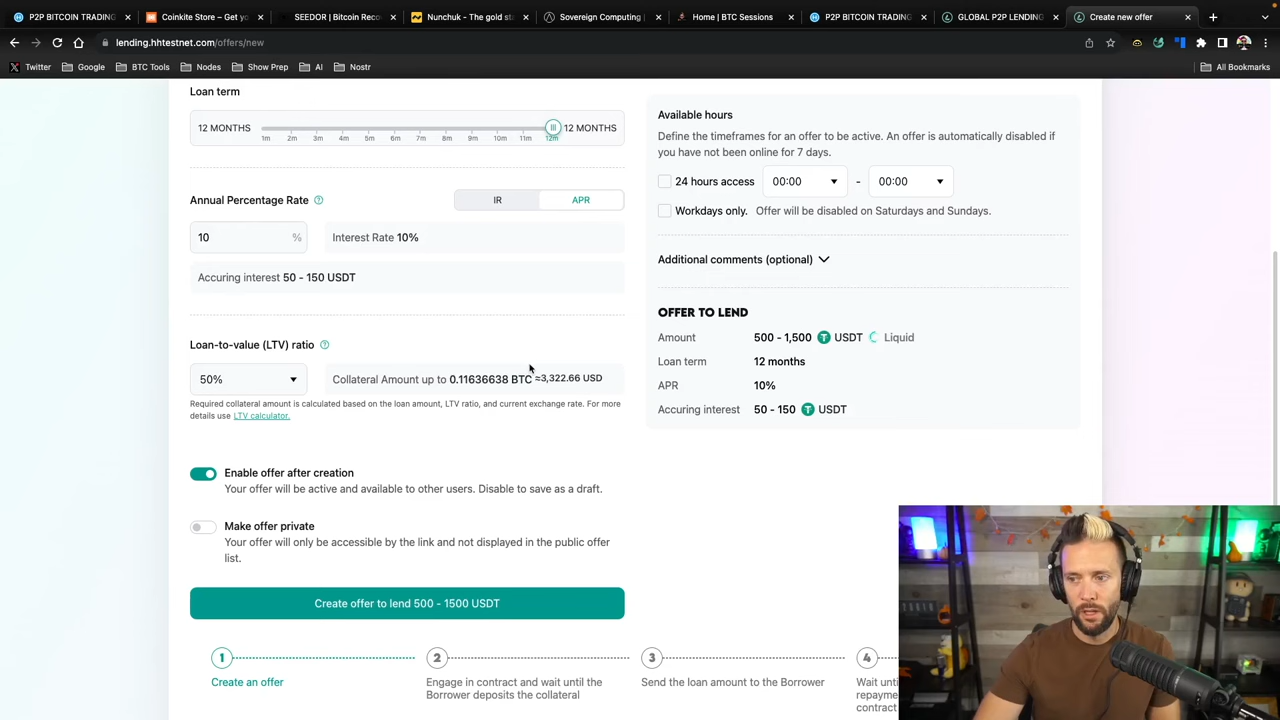 P2P BITCOIN TRADING
Coinkite Store – Get yo
SEEDOR | Bitcoin Reco
Nunchuk - The gold sta
Sovereign Computing |
Home | BTC Sessions
P2P BITCOIN TRADING
GLOBAL P2P LENDING
Create new offer
lending.hhtestnet.com/offers/new
Twitter
Google
BTC Tools
Nodes
Show Prep
AI
Nostr
All Bookmarks
Loan term
12 MONTHS
1m 2m 3m 4m 5m 6m 7m 8m 9m 10m 11m 12m
12 MONTHS
Annual Percentage Rate
IR
APR
10 %
Interest Rate 10%
Accuring interest 50 - 150 USDT
Loan-to-value (LTV) ratio
50%
Collateral Amount up to 0.11636638 BTC ≈3,322.66 USD
Required collateral amount is calculated based on the loan amount, LTV ratio, and current exchange rate. For more
details use LTV calculator.
Enable offer after creation
Your offer will be active and available to other users. Disable to save as a draft.
Make offer private
Your offer will only be accessible by the link and not displayed in the public offer
list.
Create offer to lend 500 - 1500 USDT
Available hours
Define the timeframes for an offer to be active. An offer is automatically disabled if
you have not been online for 7 days.
24 hours access
00:00 - 00:00
Workdays only. Offer will be disabled on Saturdays and Sundays.
Additional comments (optional)
OFFER TO LEND
Amount 500 - 1,500 USDT Liquid
Loan term 12 months
APR 10%
Accuring interest 50 - 150 USDT
1
Create an offer
2
Engage in contract and wait until the
Borrower deposits the collateral
3
Send the loan amount to the Borrower
4
Wait unti
repayme
contract